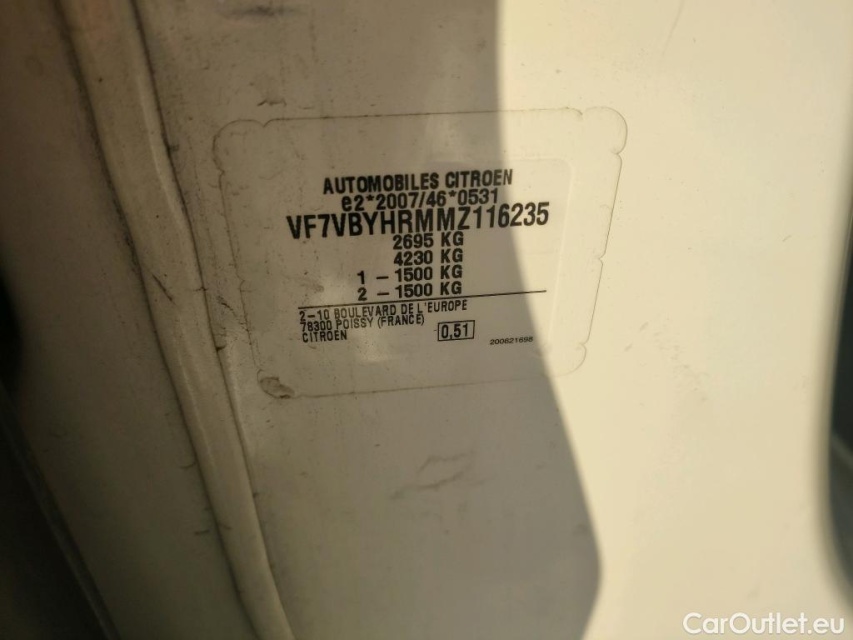 AUTOMOBILES CITROEN
e2*2007/46*0531
VF7VBYHRMMZ116235
2695 KG
4230 KG
1 - 1500 KG
2 - 1500 KG
2-10 BOULEVARD DE L'EUROPE
78300 POISSY (FRANCE)
CITROEN
0,51
200621698
CarOutlet.eu